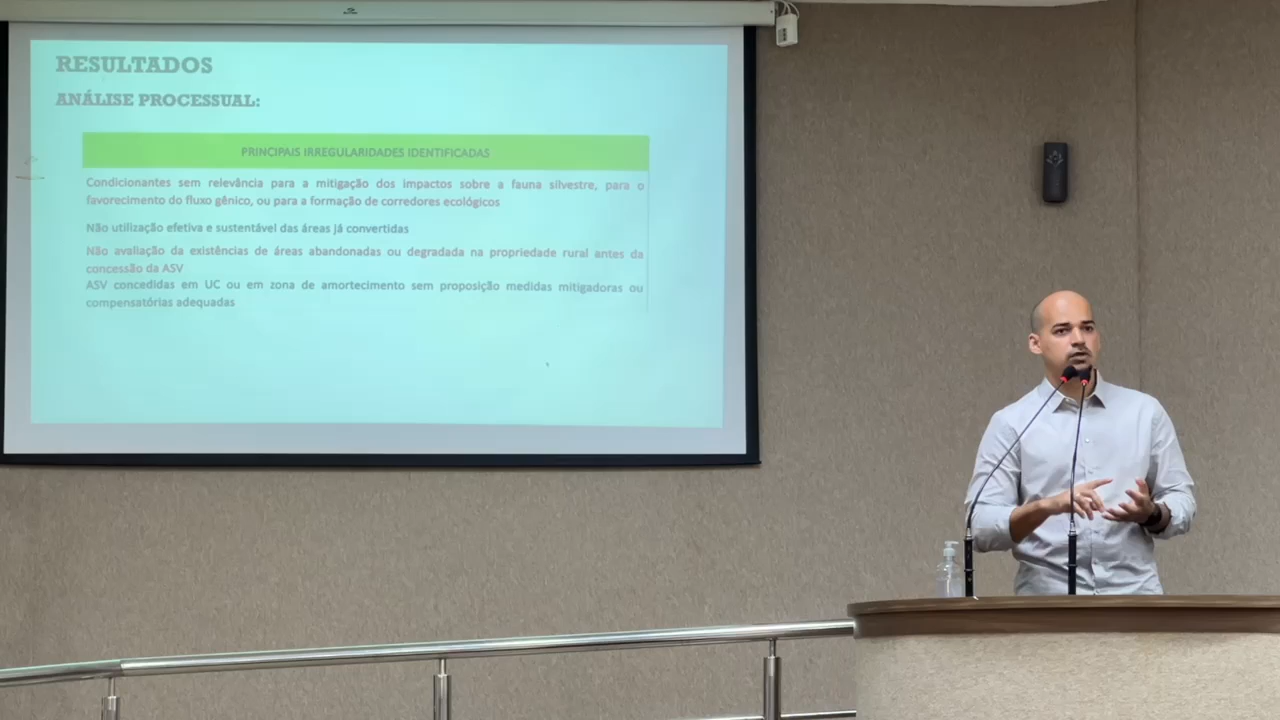 RESULTADOS
ANÁLISE PROCESSUAL:
PRINCIPAIS IRREGULARIDADES IDENTIFICADAS
Condicionantes sem relevância para a mitigação dos impactos sobre a fauna silvestre, para o
favorecimento do fluxo gênico, ou para a formação de corredores ecológicos
Não utilização efetiva e sustentável das áreas já convertidas
Não avaliação da existências de áreas abandonadas ou degradada na propriedade rural antes da
concessão da ASV
ASV concedidas em UC ou em zona de amortecimento sem proposição medidas mitigadoras ou
compensatórias adequadas